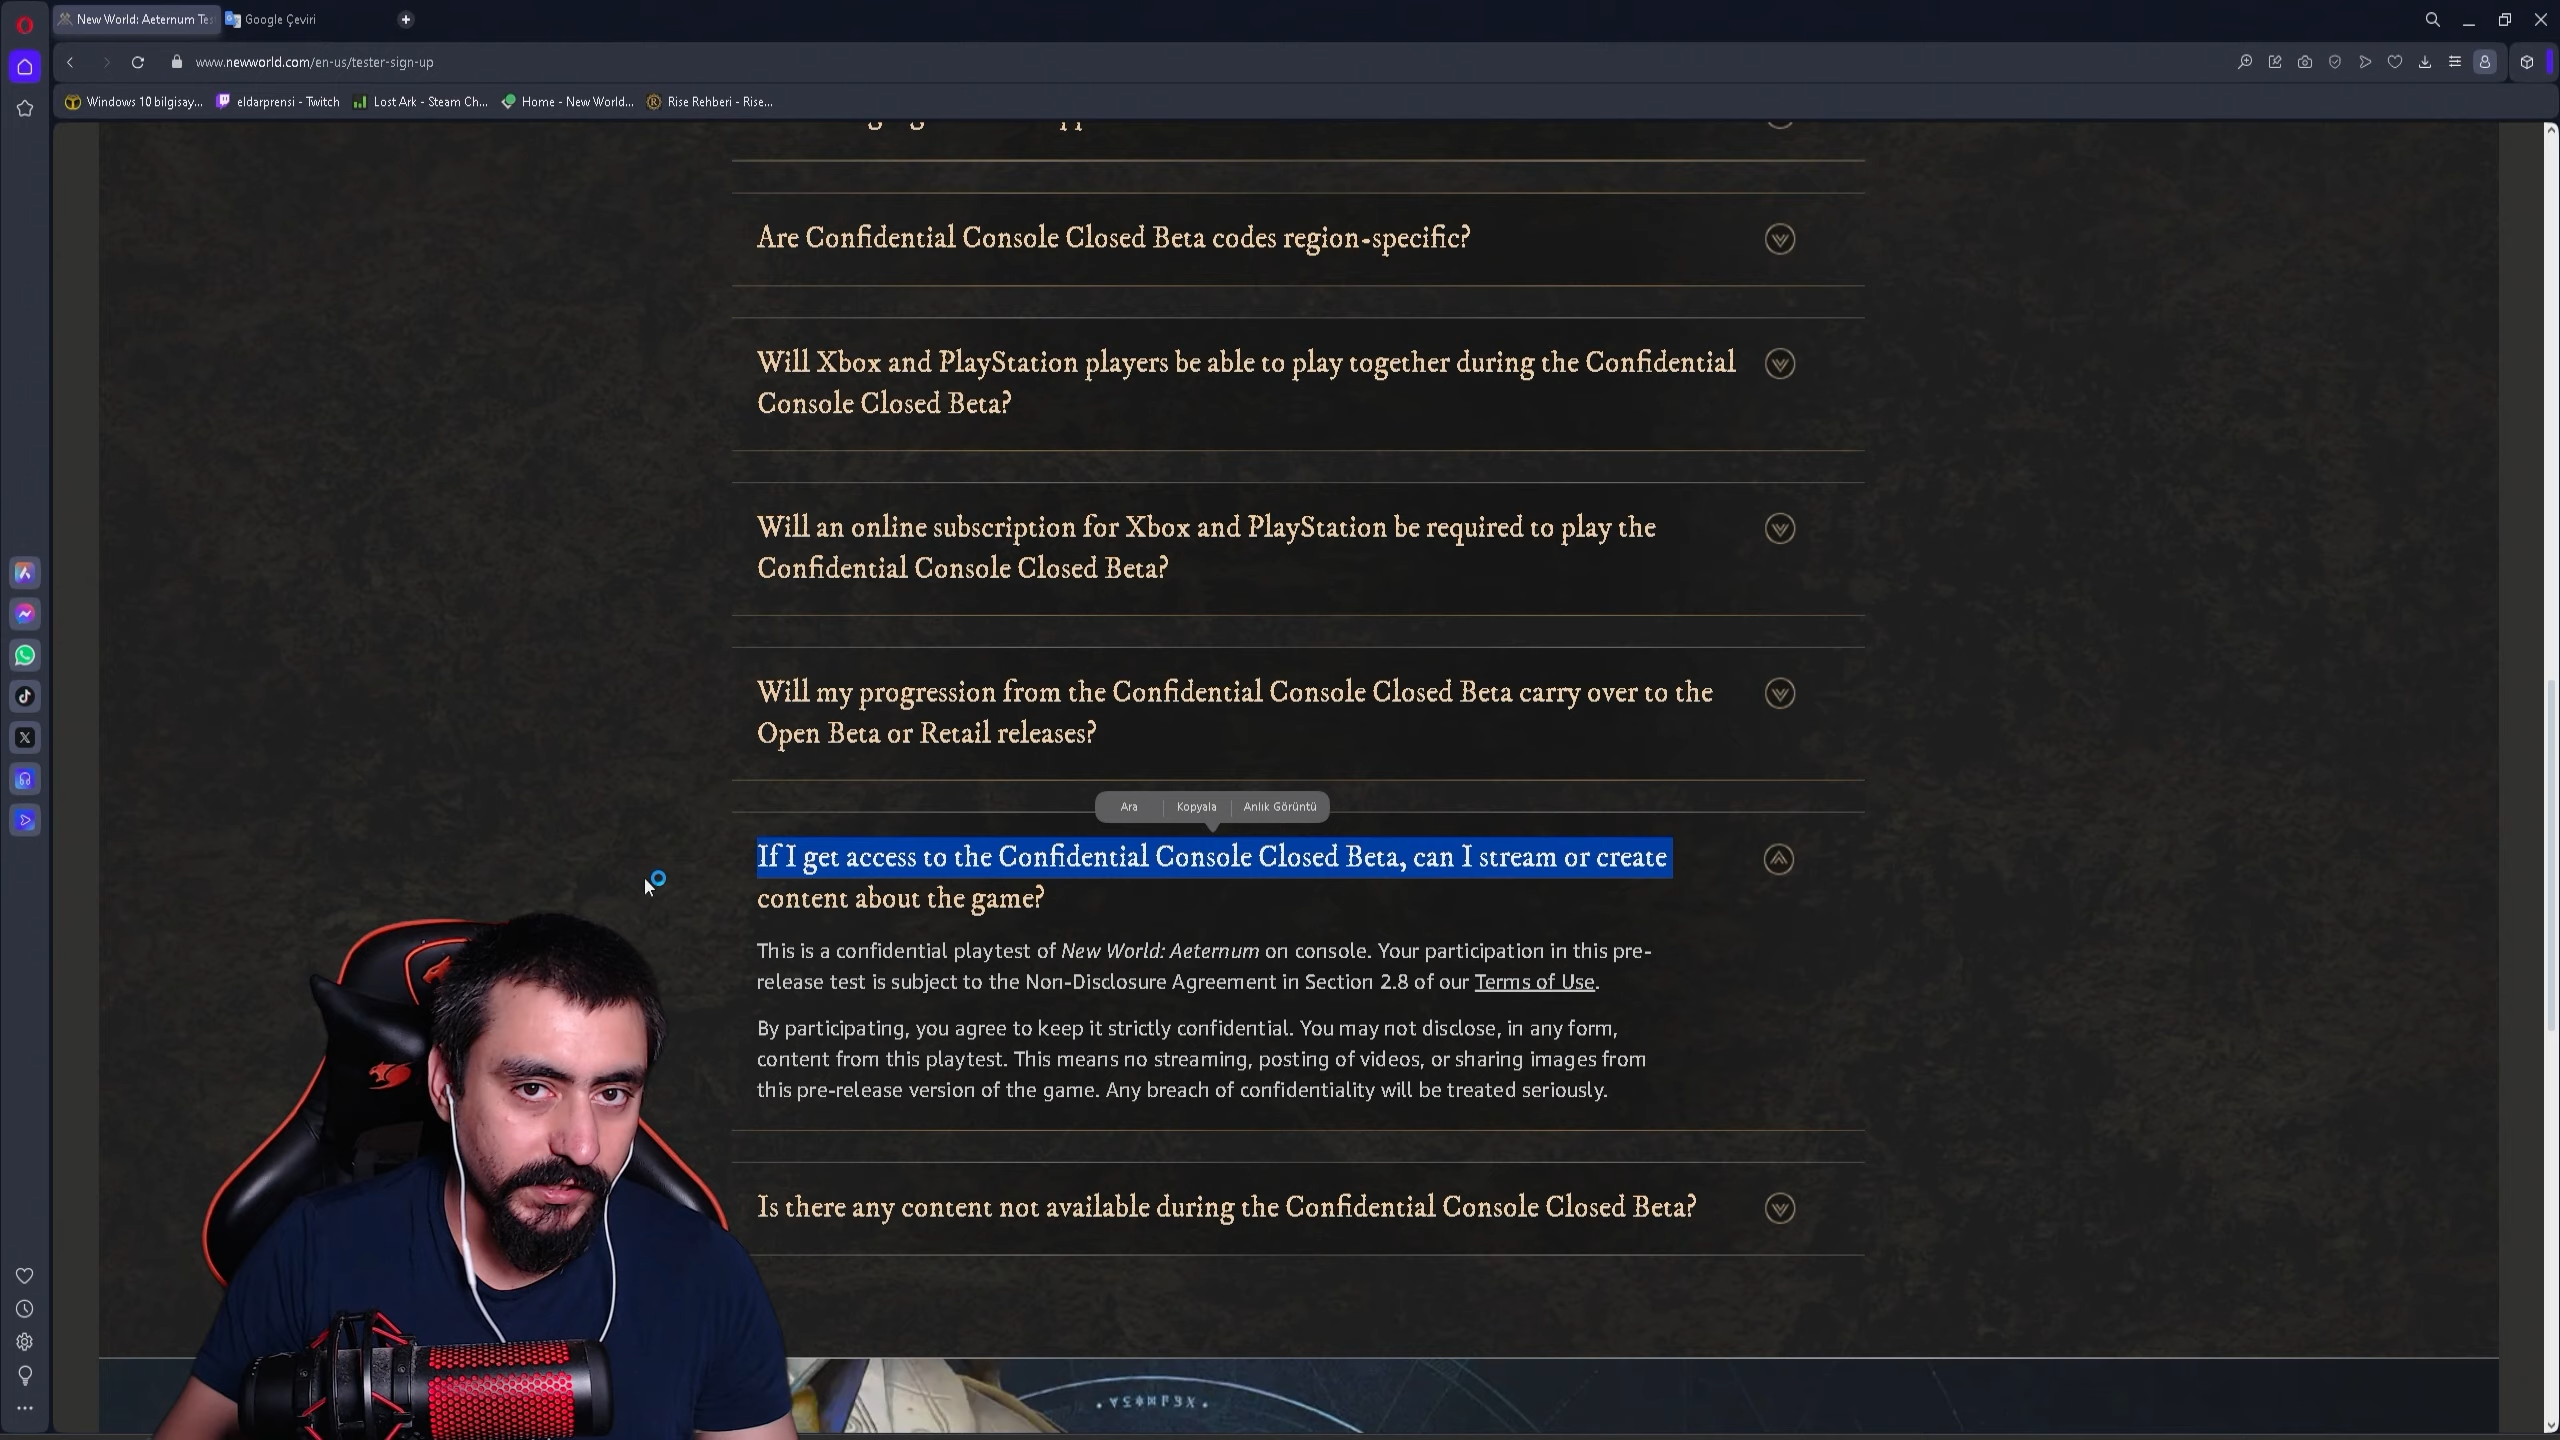 New World: Aeternum Tes
Google Çeviri
www.newworld.com/en-us/tester-sign-up
Windows 10 bilgisay...
eldarprensi - Twitch
Lost Ark - Steam Ch...
Home - New World...
Rise Rehberi - Rise...
Are Confidential Console Closed Beta codes region-specific?
Will Xbox and PlayStation players be able to play together during the Confidential
Console Closed Beta?
Will an online subscription for Xbox and PlayStation be required to play the
Confidential Console Closed Beta?
Will my progression from the Confidential Console Closed Beta carry over to the
Open Beta or Retail releases?
Ara
Kopyala
Anlık Görüntü
If I get access to the Confidential Console Closed Beta, can I stream or create
content about the game?
This is a confidential playtest of New World: Aeternum on console. Your participation in this pre-
release test is subject to the Non-Disclosure Agreement in Section 2.8 of our Terms of Use.
By participating, you agree to keep it strictly confidential. You may not disclose, in any form,
content from this playtest. This means no streaming, posting of videos, or sharing images from
this pre-release version of the game. Any breach of confidentiality will be treated seriously.
Is there any content not available during the Confidential Console Closed Beta?